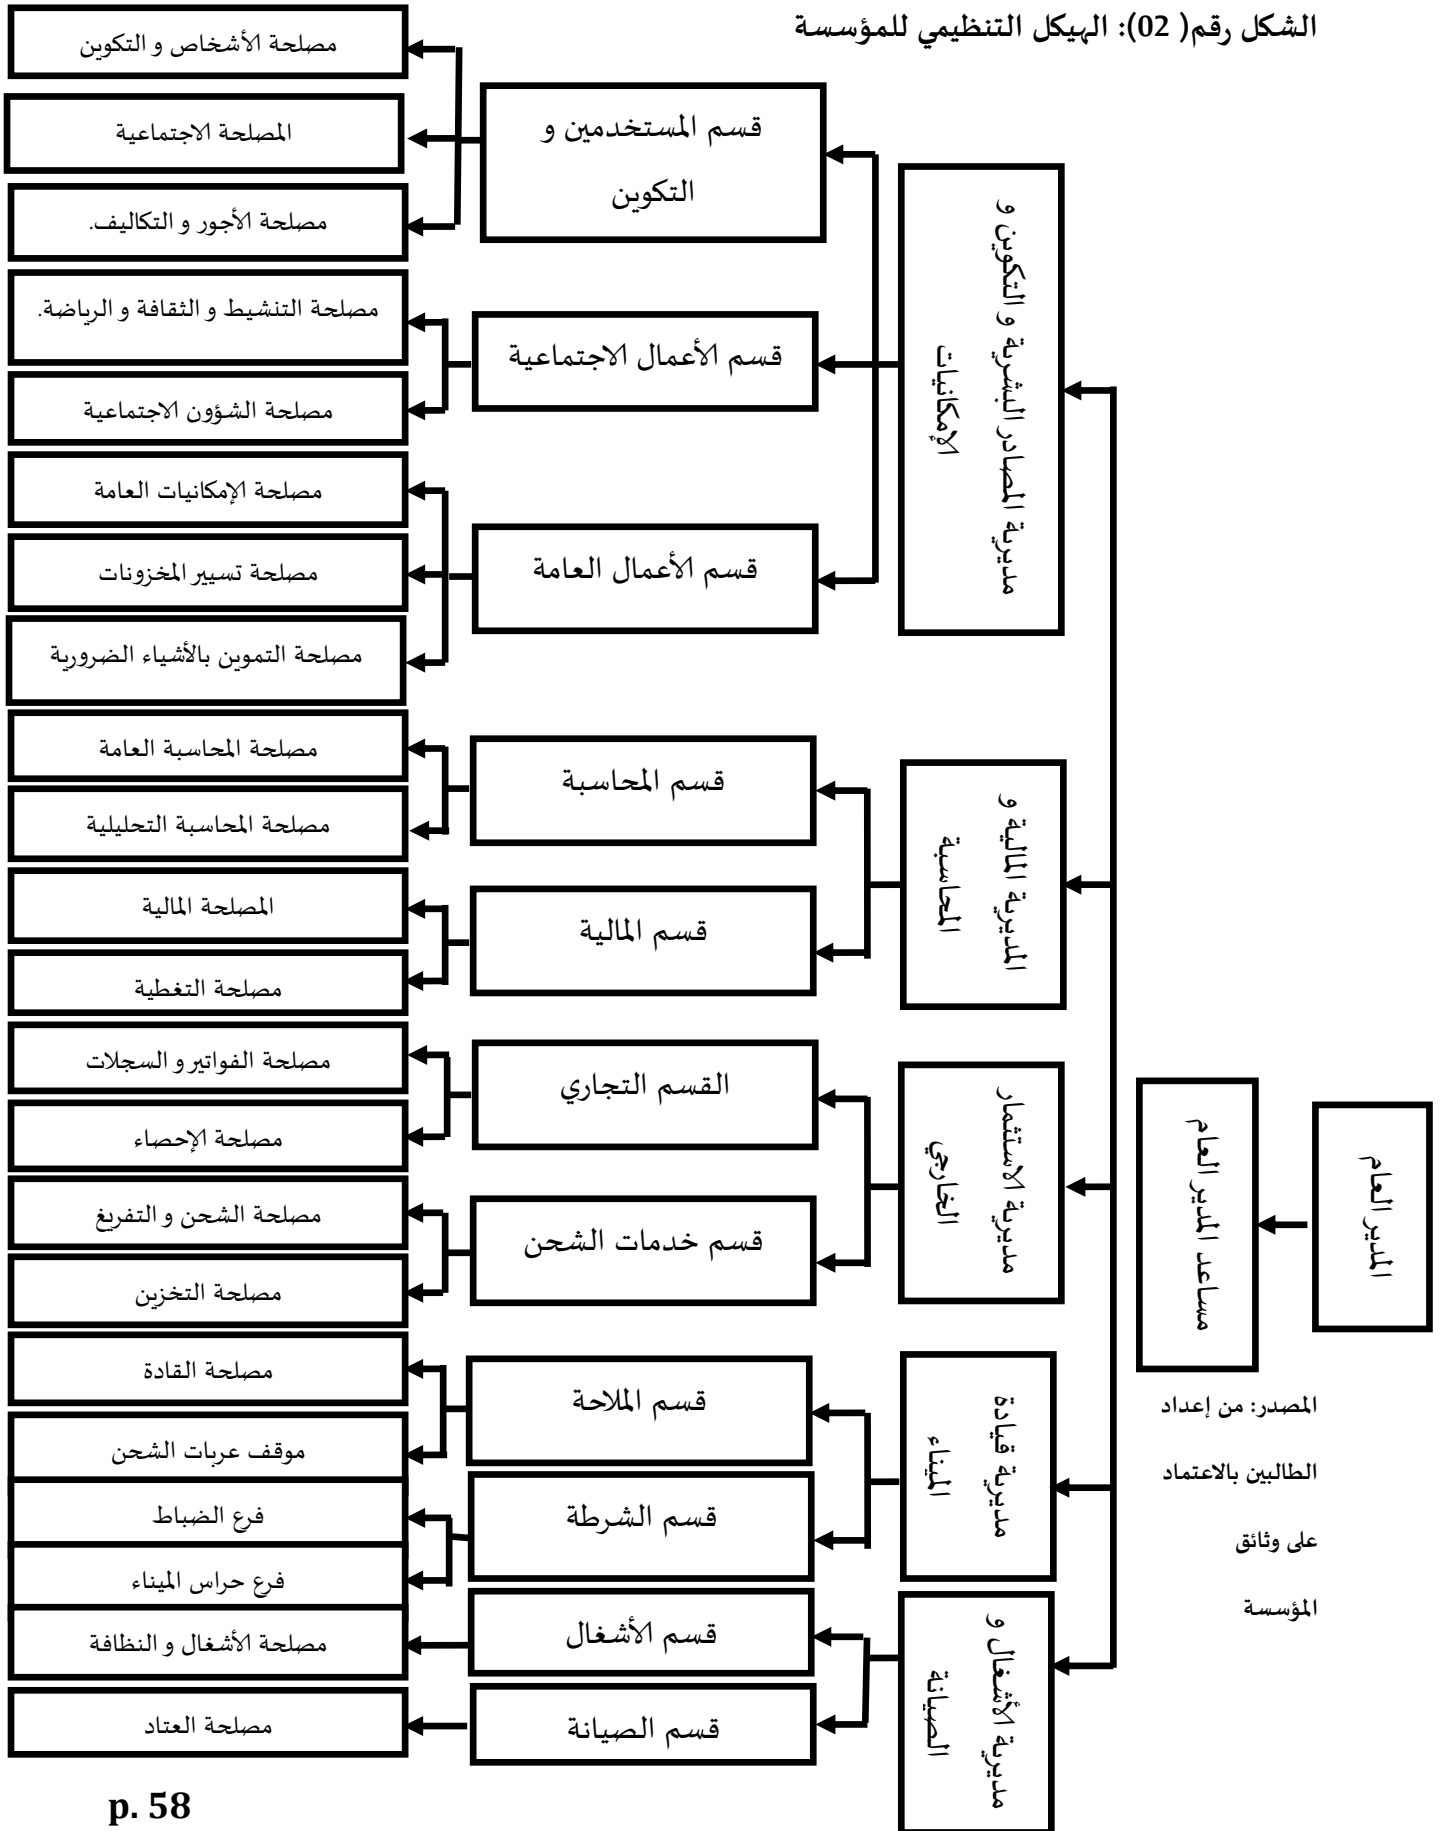 الشكل رقم( 02): الهيكل التنظيمي للمؤسسة
المدير العام
مساعد المدير العام
مديرية المصادر البشرية و التكوين و
الإمكانيات
قسم المستخدمين و
التكوين
مصلحة الأشخاص و التكوين
المصلحة الاجتماعية
مصلحة الأجور و التكاليف.
قسم الأعمال الاجتماعية
مصلحة التنشيط و الثقافة و الرياضة.
مصلحة الشؤون الاجتماعية
قسم الأعمال العامة
مصلحة الإمكانيات العامة
مصلحة تسيير المخزونات
مصلحة التموين بالأشياء الضرورية
المديرية المالية و
المحاسبة
قسم المحاسبة
مصلحة المحاسبة العامة
مصلحة المحاسبة التحليلية
قسم المالية
المصلحة المالية
مصلحة التغطية
مديرية الاستثمار
الخارجي
القسم التجاري
مصلحة الفواتير و السجلات
مصلحة الإحصاء
قسم خدمات الشحن
مصلحة الشحن و التفريغ
مصلحة التخزين
مديرية قيادة
الميناء
قسم الملاحة
مصلحة القادة
موقف عربات الشحن
قسم الشرطة
فرع الضباط
فرع حراس الميناء
مديرية الأشغال و
الصيانة
قسم الأشغال
مصلحة الأشغال و النظافة
قسم الصيانة
مصلحة العتاد
المصدر: من إعداد
الطالبين بالاعتماد
على وثائق
المؤسسة
p. 58